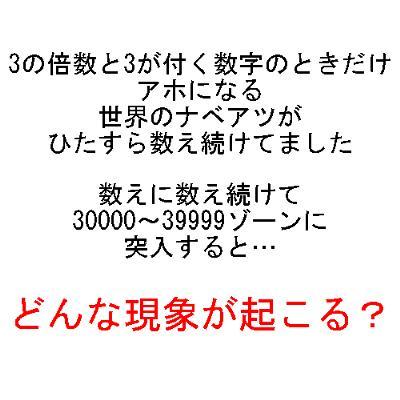 3の倍数と3が付く数字のときだけ
アホになる
世界のナベアツが
ひたすら数え続けてました
数えに数え続けて
30000～39999ゾーンに
突入すると…
どんな現象が起こる？